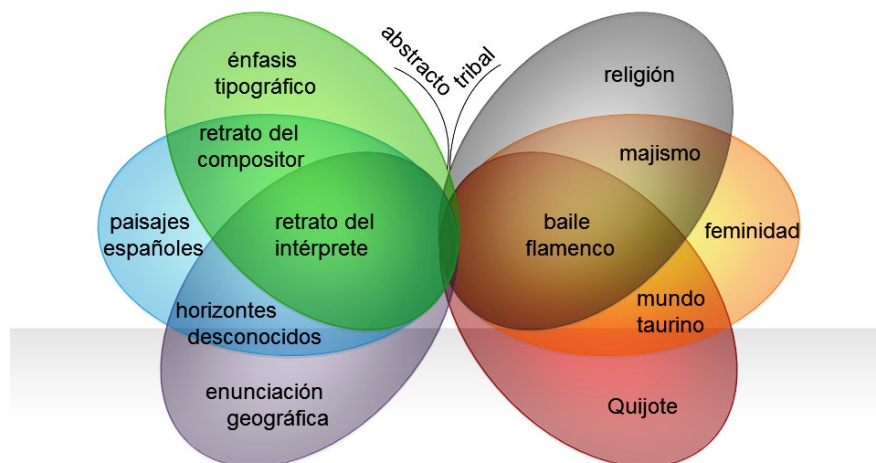 énfasis
tipográfico
retrato del
compositor
paisajes
españoles
retrato del
intérprete
horizontes
desconocidos
enunciación
geográfica
abstracto
tribal
religión
majismo
baile
flamenco
feminidad
mundo
taurino
Quijote